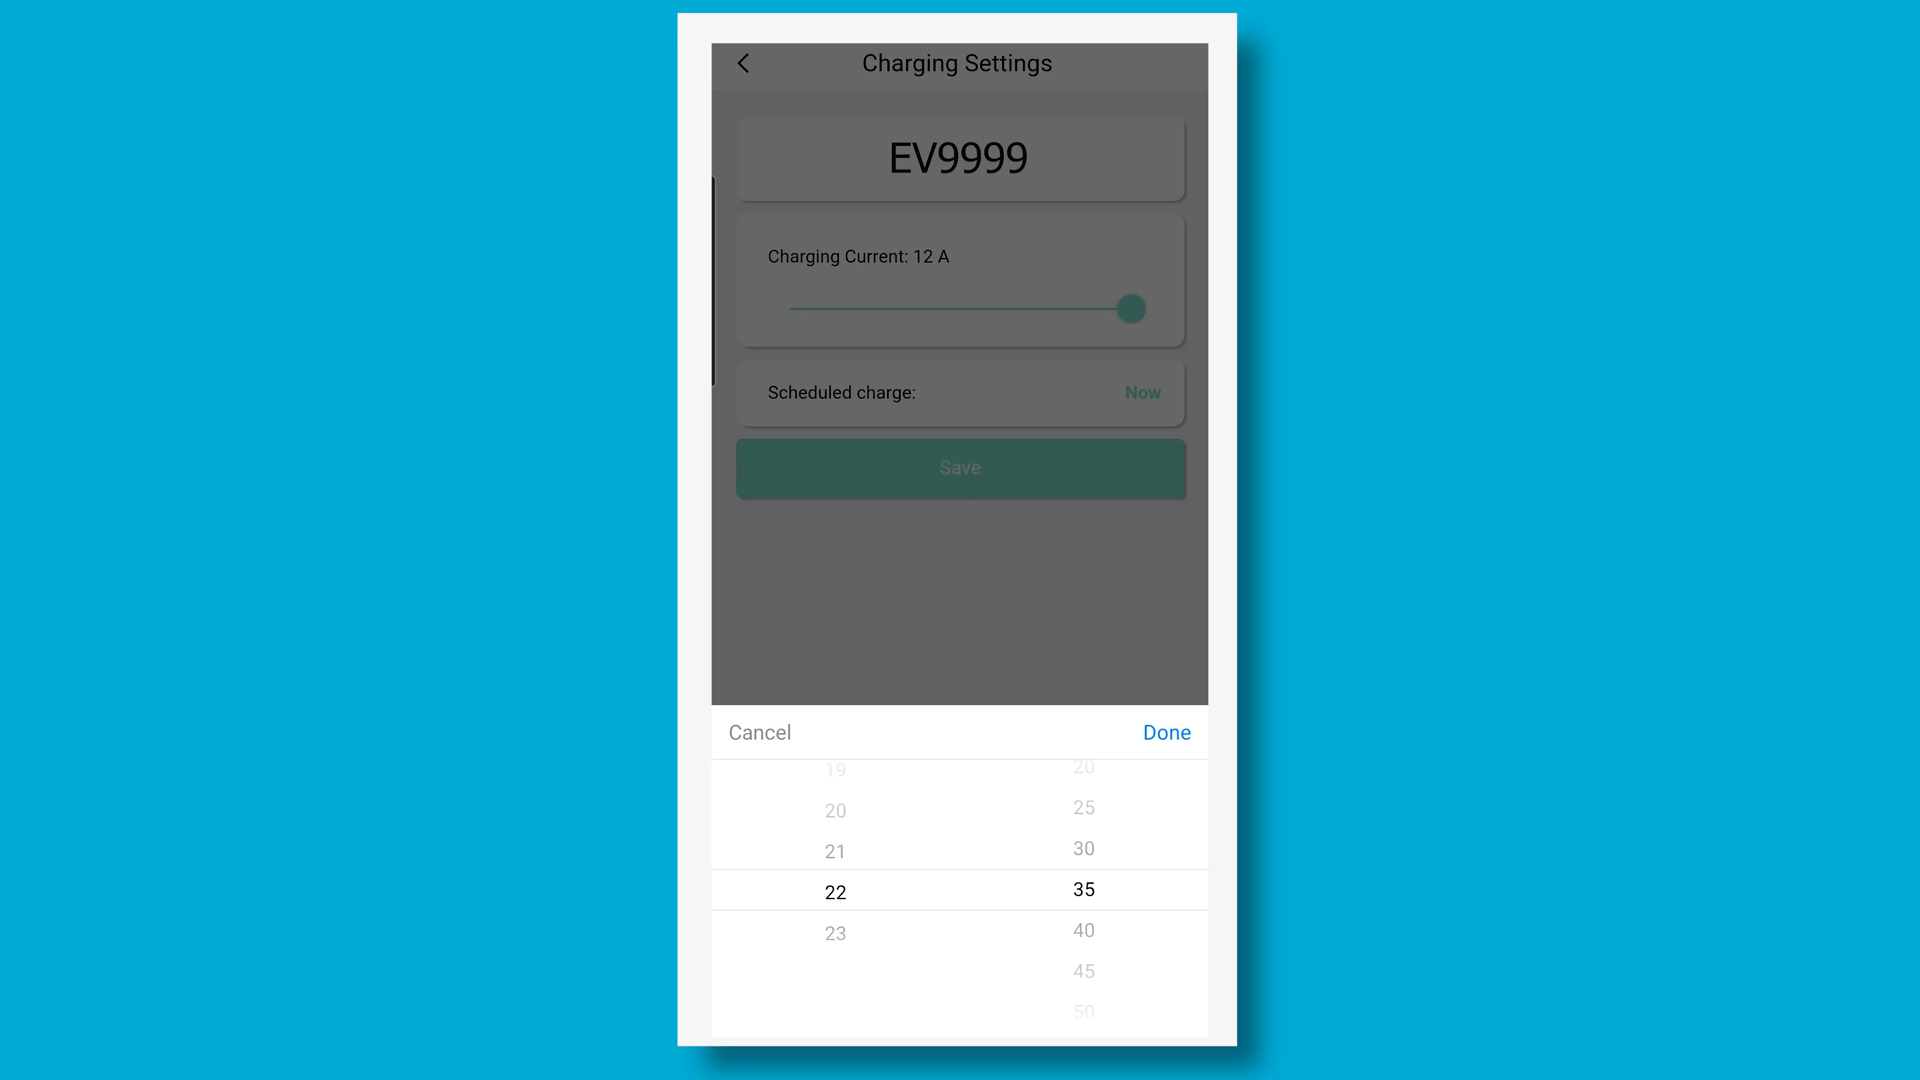 Charging Settings
EV9999
Charging Current: 12 A
Scheduled charge: Now
Save
Cancel Done
19 20
20 25
21 30
22 35
23 40
45
50